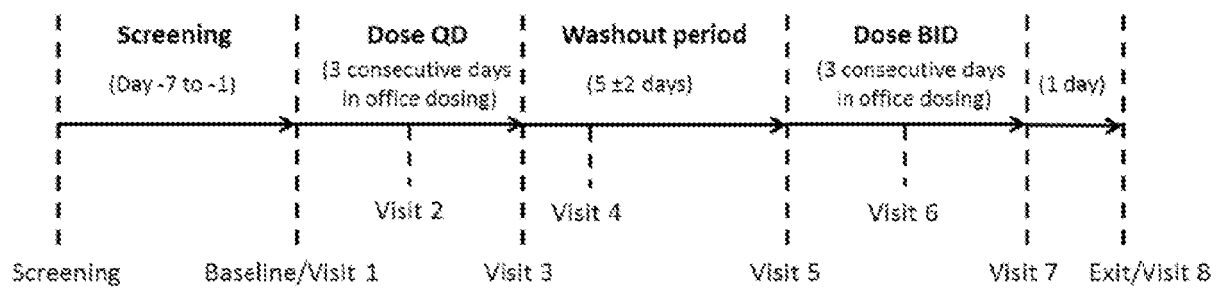 Screening
Dose QD
Washout period
Dose BID
(Day -7 to -1)
(3 consecutive days
in office dosing)
(5 ±2 days)
(3 consecutive days
in office dosing)
(1 day)
Visit 2
Visit 4
Visit 6
Screening
Baseline/Visit 1
Visit 3
Visit 5
Visit 7
Exit/Visit 8